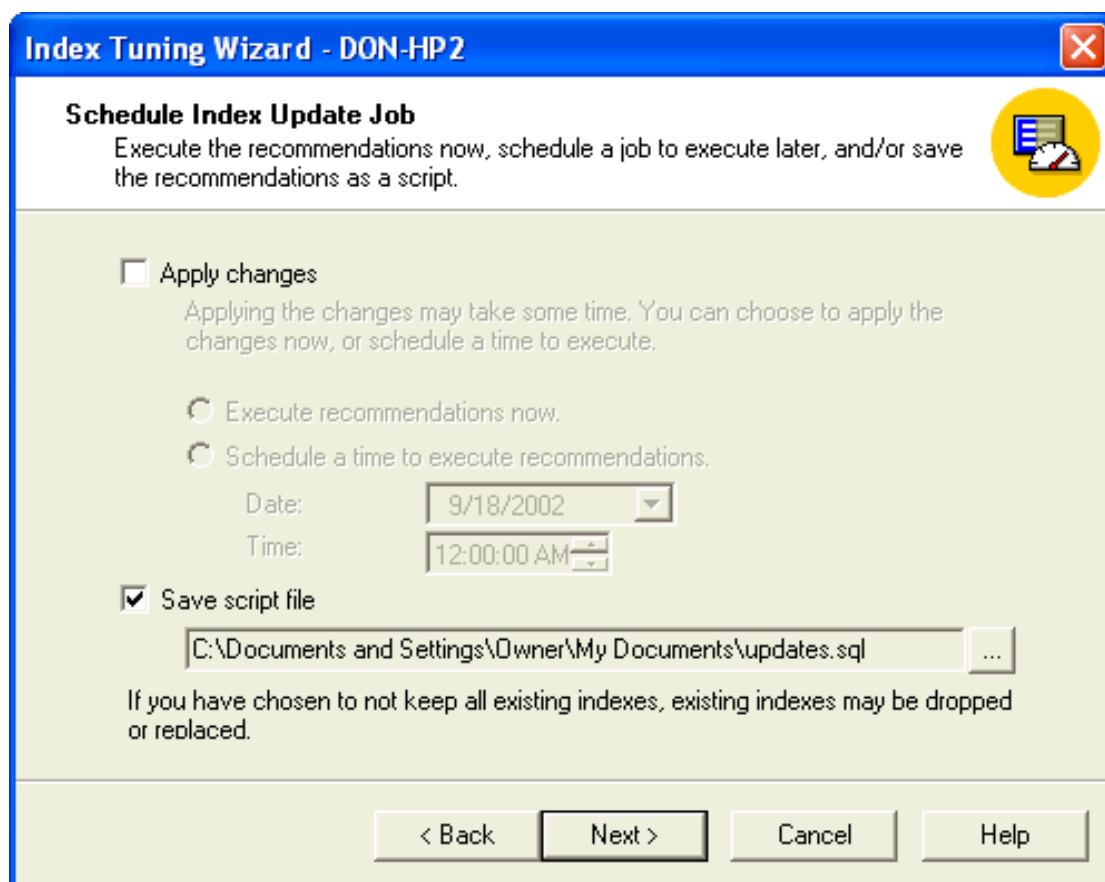 Index Tuning Wizard - DON-HP2
Schedule Index Update Job
Execute the recommendations now, schedule a job to execute later, and/or save
the recommendations as a script.
Apply changes
Applying the changes may take some time. You can choose to apply the
changes now, or schedule a time to execute.
Execute recommendations now.
Schedule a time to execute recommendations.
Date: 9/18/2002
Time: 12:00:00 AM
Save script file
C:\Documents and Settings\Owner\My Documents\updates.sql ...
If you have chosen to not keep all existing indexes, existing indexes may be dropped
or replaced.
< Back Next > Cancel Help